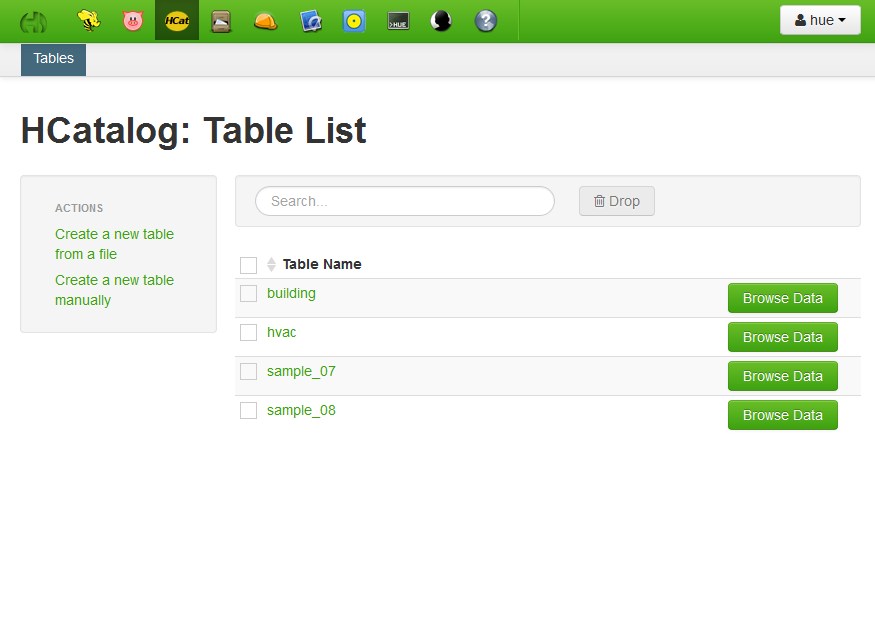 HCat
>HUE
?
hue
Tables
HCatalog: Table List
ACTIONS
Create a new table
from a file
Create a new table
manually
Search...
Drop
Table Name
building
Browse Data
hvac
Browse Data
sample_07
Browse Data
sample_08
Browse Data